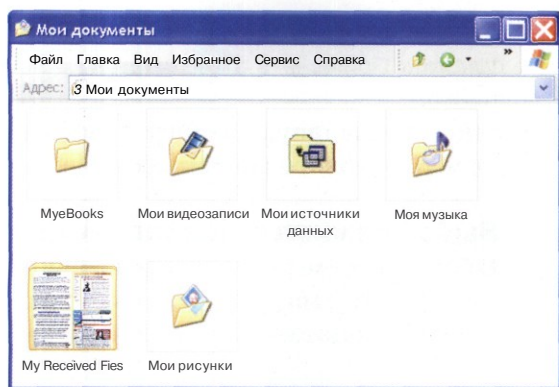 Мои документы
Файл Главка Вид Избранное Сервис Справка »
Адрес: 3 Мои документы
MyeBooks Мои видеозаписи Мои источники данных Моя музыка
My Received Fies Мои рисунки